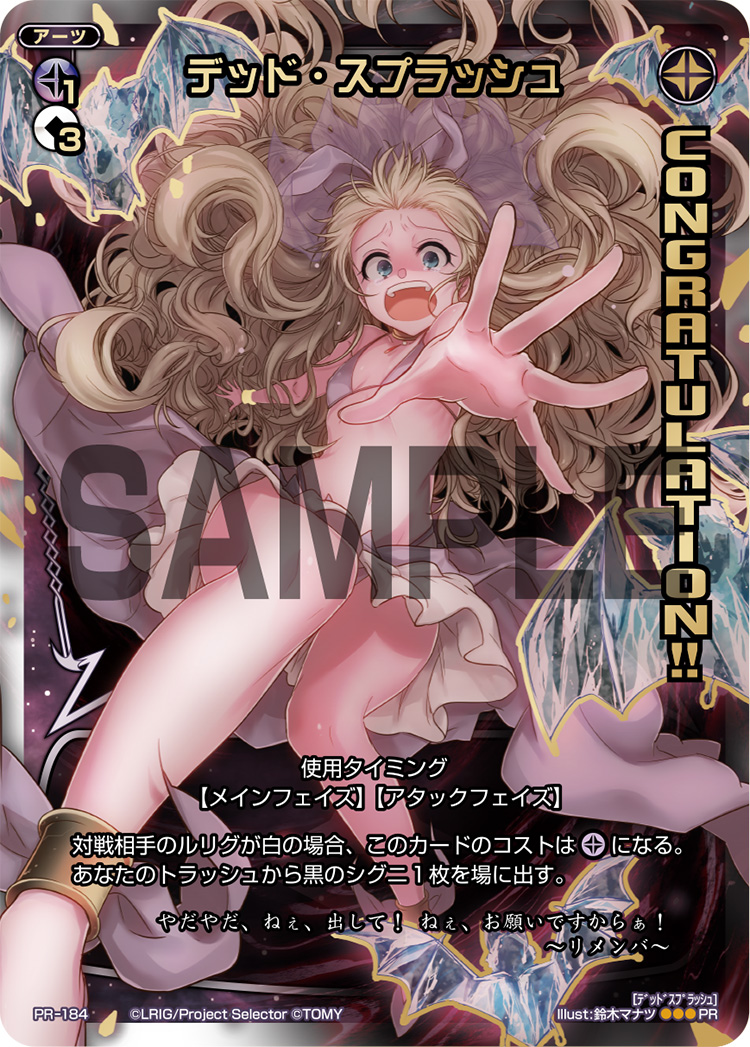 アーツ
デッド・スプラッシュ
1
3
CONGRATULATION!!
SAMPLE
使用タイミング
【メインフェイズ】【アタックフェイズ】
対戦相手のルリグが白の場合、このカードのコストは になる。
あなたのトラッシュから黒のシグニ1枚を場に出す。
やだやだ、ねぇ、出して! ねぇ、お願いですからぁ!
~リメンバ~
[デッドスプラッシュ]
PR-184 ©LRIG/Project Selector ©TOMY Illust:鈴木マナツ PR